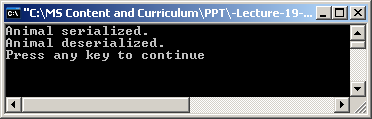 "C:\MS Content and Curriculum\PPT\-Lecture-19-...
Animal serialized.
Animal deserialized.
Press any key to continue